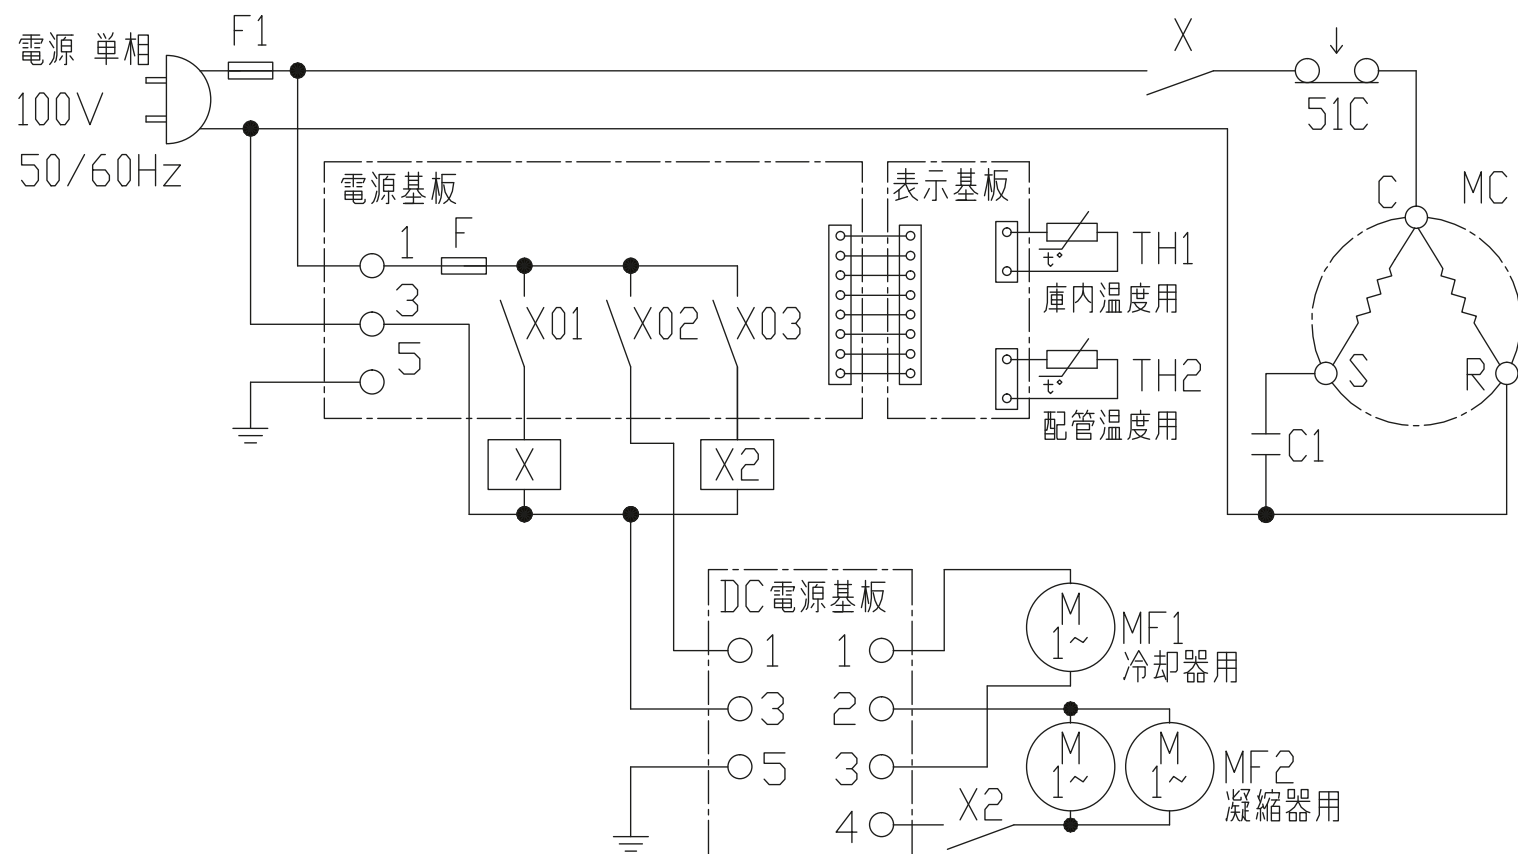 電源 単相
100V
50/60Hz
F1
X
51C
C
MC
S
R
C1
電源基板
1
F
3
5
X01
X02
X03
X
X2
表示基板
t°
TH1
庫内温度用
t°
TH2
配管温度用
DC電源基板
1
3
5
1
2
3
4
X2
M
1~
MF1
冷却器用
M
1~
M
1~
MF2
凝縮器用